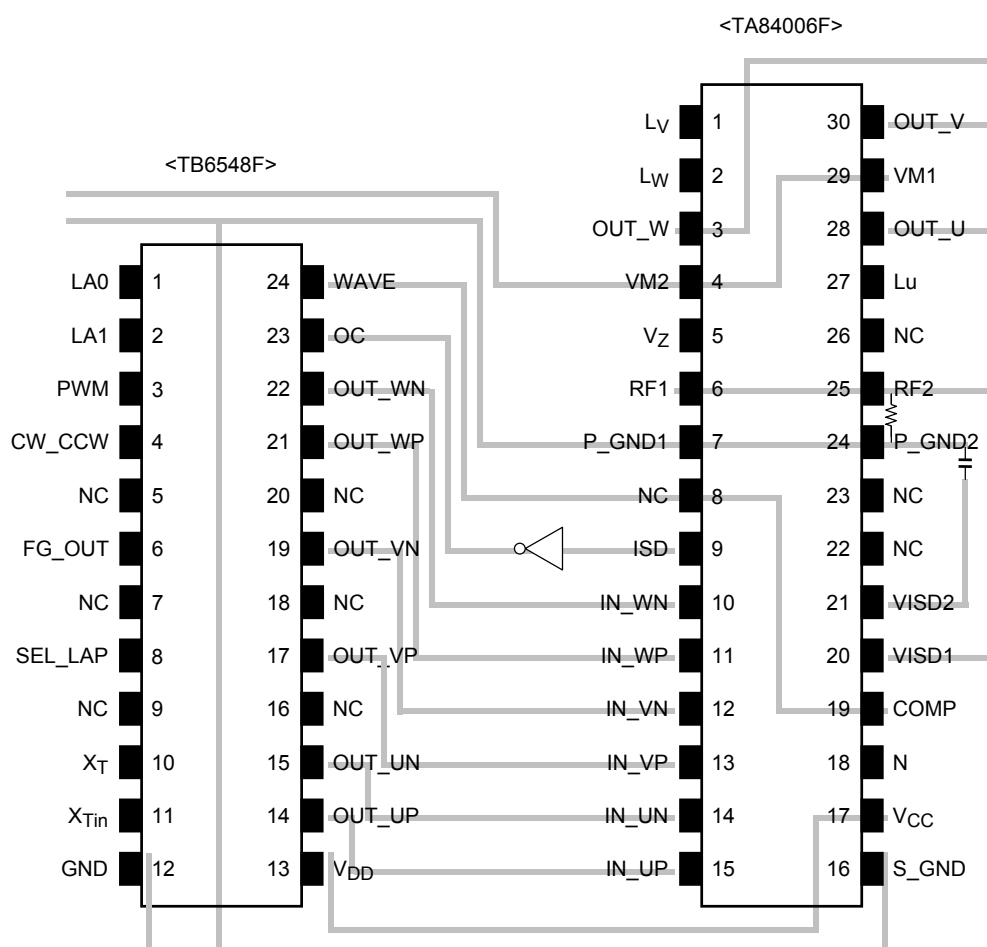 <TA84006F>
<TB6548F>
LA0 1 24 WAVE
LA1 2 23 OC
PWM 3 22 OUT_WN
CW_CCW 4 21 OUT_WP
NC 5 20 NC
FG_OUT 6 19 OUT_VN
NC 7 18 NC
SEL_LAP 8 17 OUT_VP
NC 9 16 NC
XT 10 15 OUT_UN
XTin 11 14 OUT_UP
GND 12 13 VDD
LV 1 30 OUT_V
LW 2 29 VM1
OUT_W 3 28 OUT_U
VM2 4 27 Lu
VZ 5 26 NC
RF1 6 25 RF2
P_GND1 7 24 P_GND2
NC 8 23 NC
ISD 9 22 NC
IN_WN 10 21 VISD2
IN_WP 11 20 VISD1
IN_VN 12 19 COMP
IN_VP 13 18 N
IN_UN 14 17 VCC
IN_UP 15 16 S_GND